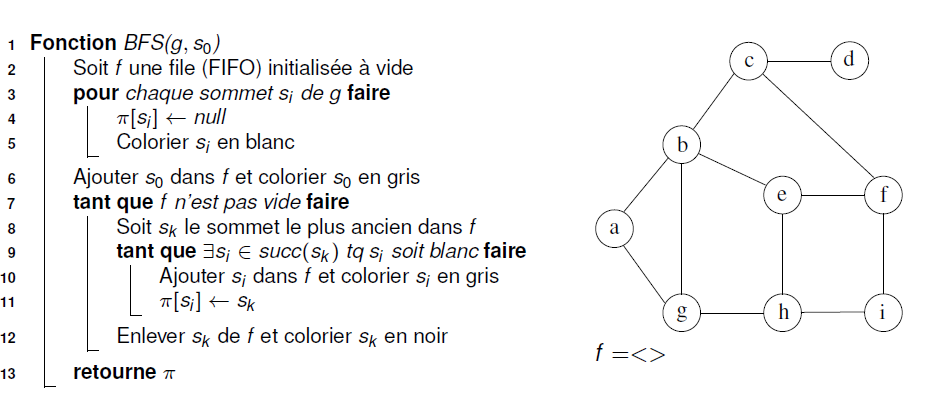 1 Fonction BFS(g, s₀)
2 Soit f une file (FIFO) initialisée à vide
3 pour chaque sommet sᵢ de g faire
4 π[sᵢ] ← null
5 Colorier sᵢ en blanc
6 Ajouter s₀ dans f et colorier s₀ en gris
7 tant que f n'est pas vide faire
8 Soit sₖ le sommet le plus ancien dans f
9 tant que ∃sᵢ ∈ succ(sₖ) tq sᵢ soit blanc faire
10 Ajouter sᵢ dans f et colorier sᵢ en gris
11 π[sᵢ] ← sₖ
12 Enlever sₖ de f et colorier sₖ en noir
13 retourne π
c d
b
e f
a
g h i
f =<>